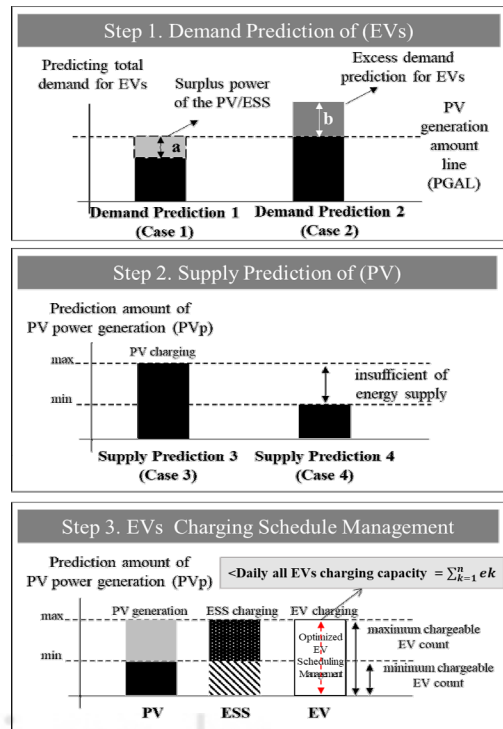 Step 1. Demand Prediction of (EVs)
Predicting total
demand for EVs
Surplus power
of the PV/ESS
Excess demand
prediction for EVs
a
b
PV
generation
amount
line
(PGAL)
Demand Prediction 1
(Case 1)
Demand Prediction 2
(Case 2)
Step 2. Supply Prediction of (PV)
Prediction amount of
PV power generation (PVp)
PV charging
max
min
insufficient of
energy supply
Supply Prediction 3
(Case 3)
Supply Prediction 4
(Case 4)
Step 3. EVs Charging Schedule Management
Prediction amount of
PV power generation (PVp)
<Daily all EVs charging capacity = ∑ⁿₖ₌₁ ek
PV generation
ESS charging
EV charging
max
min
Optimized
EV
Scheduling
Management
maximum chargeable
EV count
minimum chargeable
EV count
PV
ESS
EV